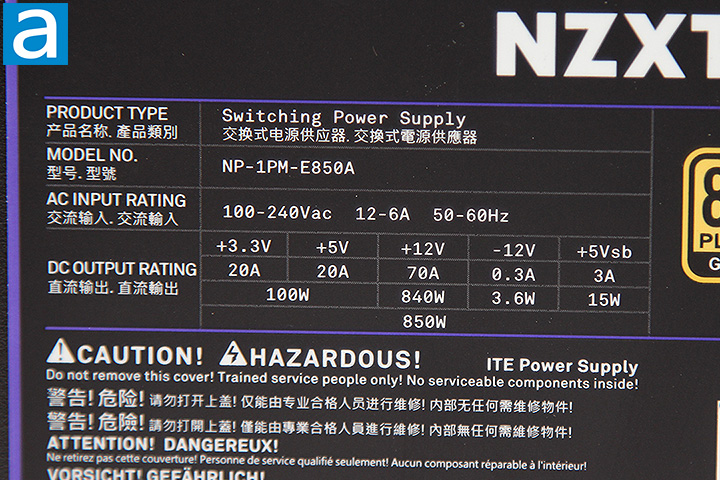 a
NZXT
PRODUCT TYPE Switching Power Supply
产品名称. 產品類別 交换式电源供应器. 交換式電源供應器
MODEL NO. NP-1PM-E850A
型号. 型號
AC INPUT RATING 100-240Vac 12-6A 50-60Hz
交流输入. 交流輸入
+3.3V +5V +12V -12V +5Vsb
DC OUTPUT RATING 20A 20A 70A 0.3A 3A
直流输出. 直流輸出 100W 840W 3.6W 15W
850W
8
PL
G
CAUTION! HAZARDOUS! ITE Power Supply
Do not remove this cover! Trained service people only! No serviceable components inside!
警告! 危险! 请勿打开上盖! 仅能由专业合格人员进行维修! 内部无任何需维修物件!
警告! 危險! 請勿打開上蓋! 僅能由專業合格人員進行維修! 內部無任何需維修物件!
ATTENTION! DANGEREUX!
Ne retirez pas cette couverture! Personne de service qualifié seulement! Aucun composant réparable à l'intérieur!
VORSICHT! GEFÄHRLICH!